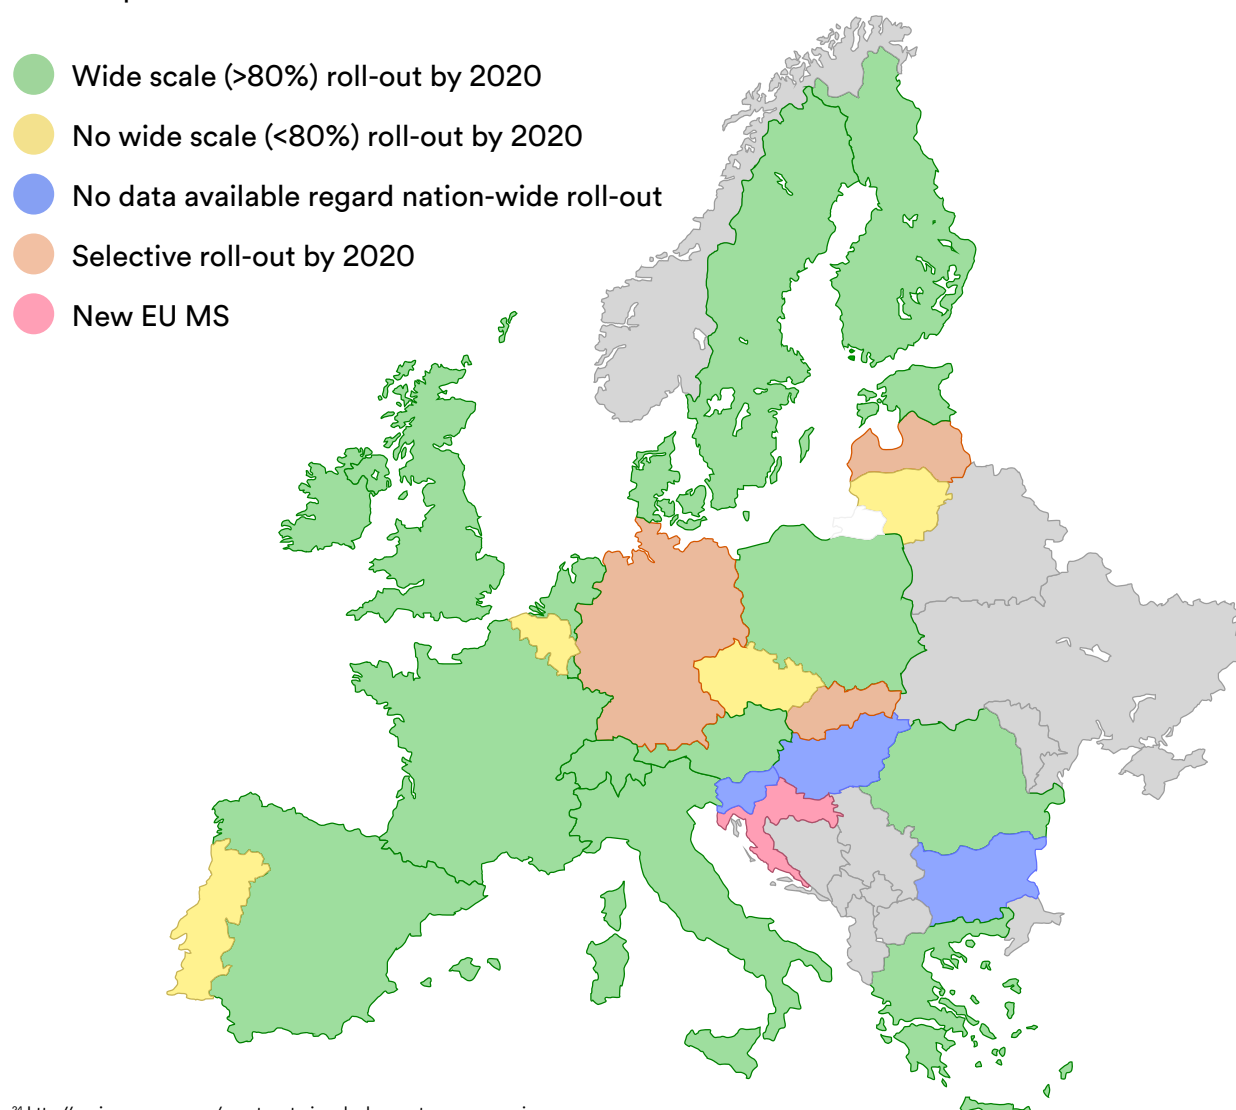 Wide scale (>80%) roll-out by 2020
No wide scale (<80%) roll-out by 2020
No data available regard nation-wide roll-out
Selective roll-out by 2020
New EU MS